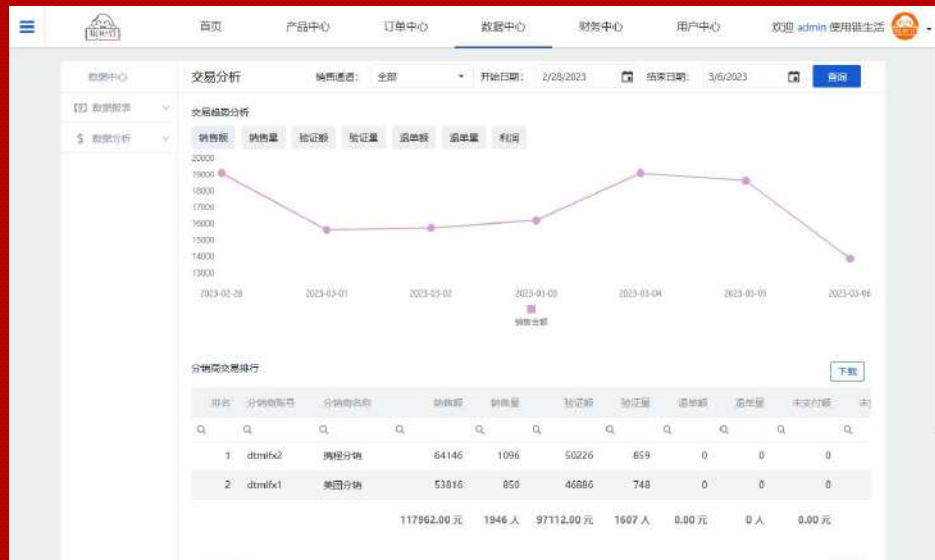 首页 产品中心 订单中心 数据中心 财务中心 用户中心 欢迎 admin 使用链生活
数据中心
数据报表
$ 数据分析
交易分析 销售通道: 全部 开始日期: 2/28/2023 结束日期: 3/6/2023 查询
交易趋势分析
销售额 销售量 验证额 验证量 退单额 退单量 利润
20000
19000
18000
17000
16000
15000
14000
13000
2023-02-28 2023-03-01 2023-03-02 2023-03-03 2023-03-04 2023-03-05 2023-03-06
销售金额
分销商交易排行 下载
排名 分销商账号 分销商名称 销售额 销售量 验证额 验证量 退单额 退单量 未支付额
1 dtmlfx2 携程分销 64146 1096 50226 859 0 0 0
2 dtmlfx1 美团分销 53816 850 46886 748 0 0 0
117962.00 元 1946 人 97112.00 元 1607 人 0.00 元 0 人 0.00 元